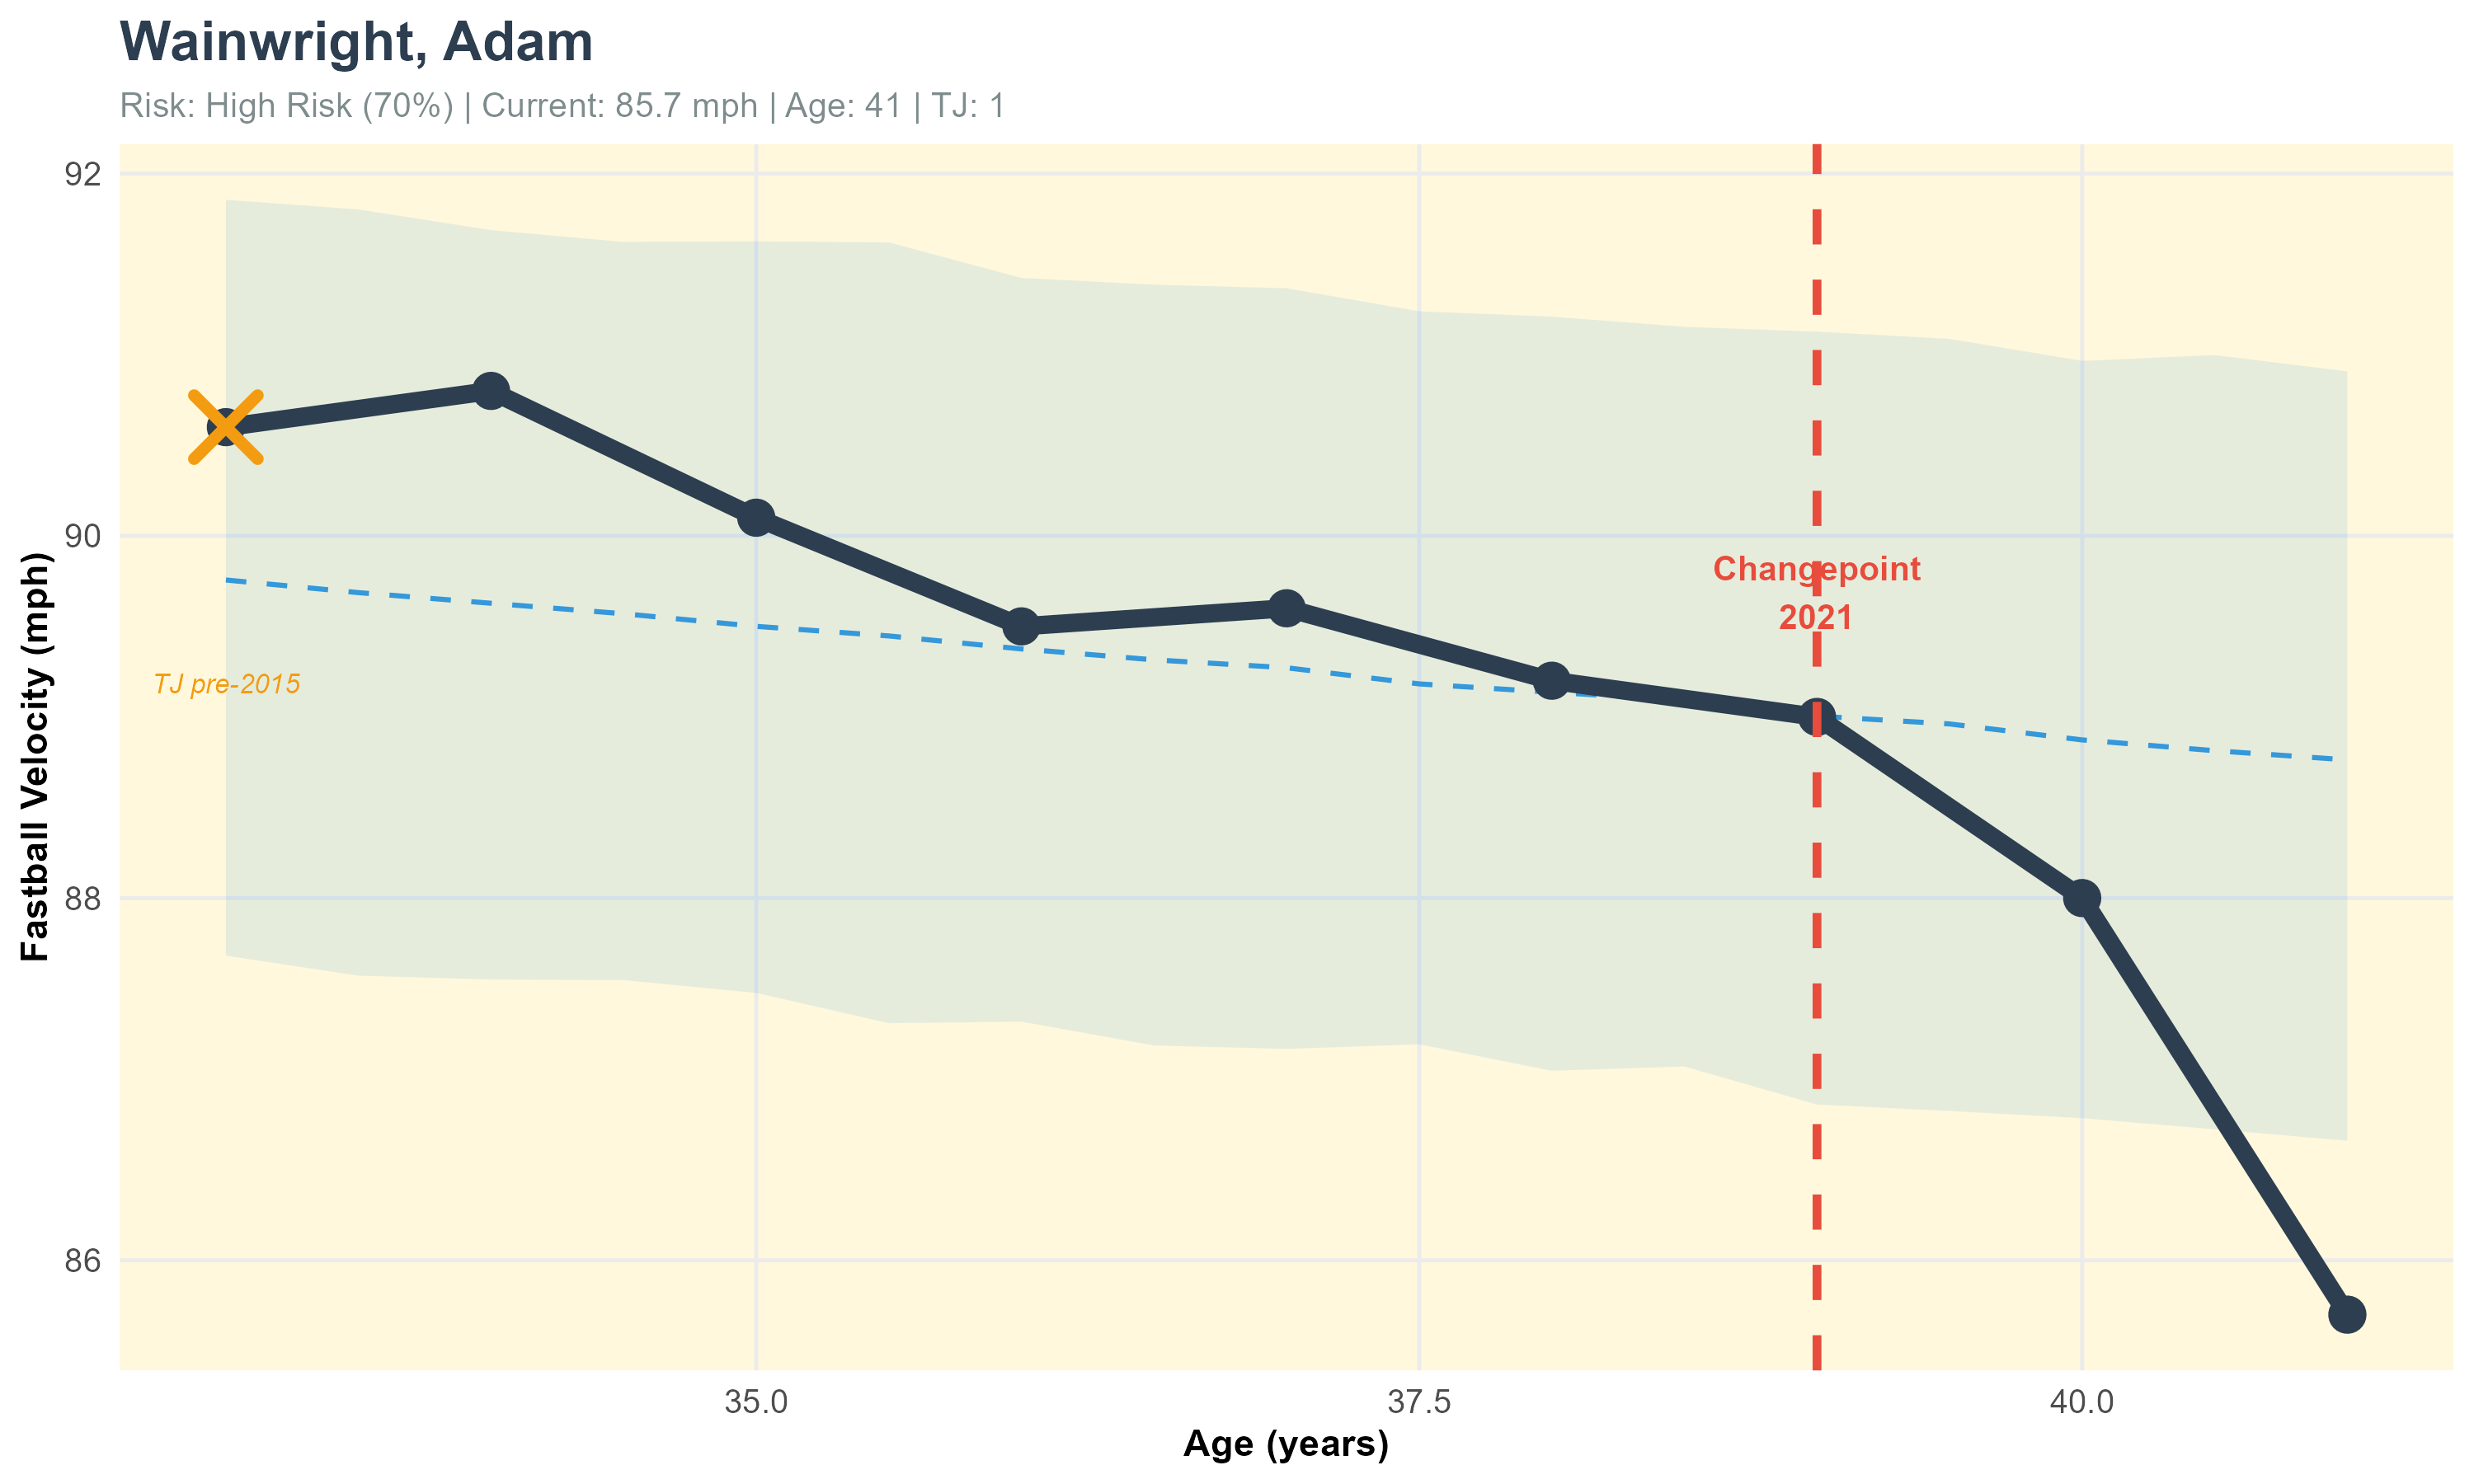 Wainwright, Adam
Risk: High Risk (70%) | Current: 85.7 mph | Age: 41 | TJ: 1
Fastball Velocity (mph)
92
90
88
86
Changepoint
2021
TJ pre-2015
35.0
37.5
40.0
Age (years)